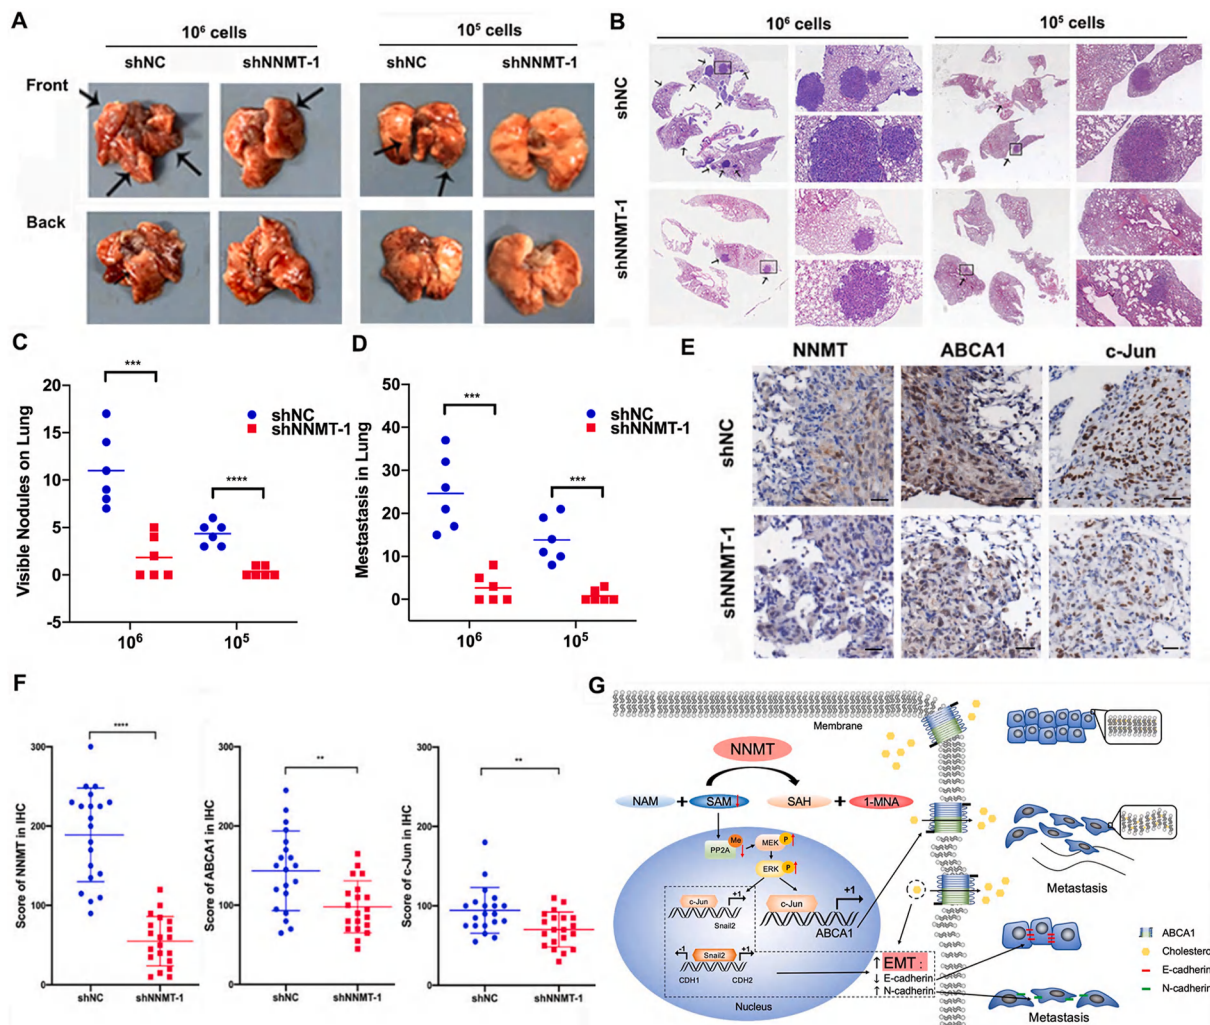 A
10⁶ cells
10⁵ cells
shNC
shNNMT-1
shNC
shNNMT-1
Front
Back
B
10⁶ cells
10⁵ cells
shNC
shNNMT-1
C
***
****
shNC
shNNMT-1
Visible Nodules on Lung
20
15
10
5
0
-5
10⁶
10⁵
D
***
***
shNC
shNNMT-1
Mestastasis in Lung
50
40
30
20
10
0
10⁶
10⁵
E
NNMT
ABCA1
c-Jun
shNC
shNNMT-1
F
****
Score of NNMT in IHC
300
200
100
0
shNC
shNNMT-1
**
Score of ABCA1 in IHC
300
200
100
0
shNC
shNNMT-1
**
Score of c-Jun in IHC
300
200
100
0
shNC
shNNMT-1
G
Membrane
NNMT
NAM + SAM
SAH + 1-MNA
PP2A
Me
MEK
P
ERK
P
c-Jun
+1
Snail2
c-Jun
+1
ABCA1
-1
Snail2
+1
CDH1
CDH2
Nucleus
↑ EMT :
↓ E-cadherin
↑ N-cadherin
Metastasis
Metastasis
ABCA1
Cholestero
E-cadherin
N-cadherin